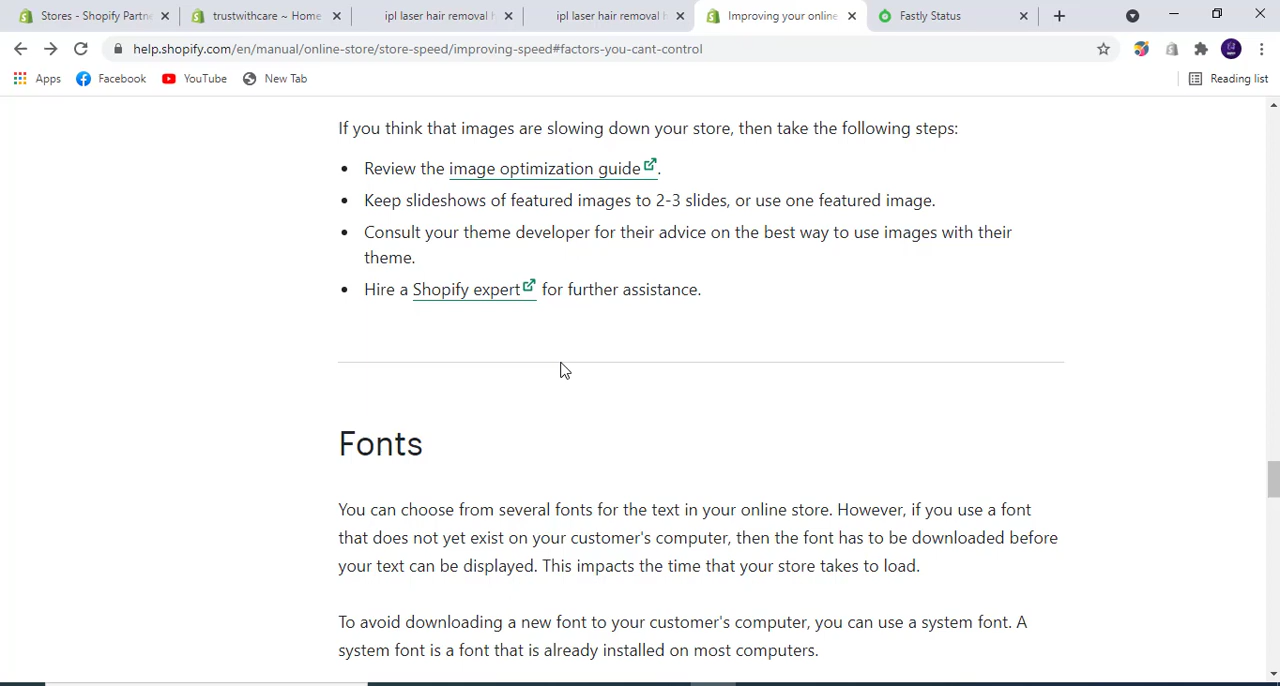 Stores - Shopify Partn
trustwithcare ~ Home
ipl laser hair removal h
ipl laser hair removal
Improving your online
Fastly Status
help.shopify.com/en/manual/online-store/store-speed/improving-speed#factors-you-cant-control
Apps
Facebook
YouTube
New Tab
Reading list
If you think that images are slowing down your store, then take the following steps:
• Review the image optimization guide.
• Keep slideshows of featured images to 2-3 slides, or use one featured image.
• Consult your theme developer for their advice on the best way to use images with their
theme.
• Hire a Shopify expert for further assistance.
Fonts
You can choose from several fonts for the text in your online store. However, if you use a font
that does not yet exist on your customer's computer, then the font has to be downloaded before
your text can be displayed. This impacts the time that your store takes to load.
To avoid downloading a new font to your customer's computer, you can use a system font. A
system font is a font that is already installed on most computers.